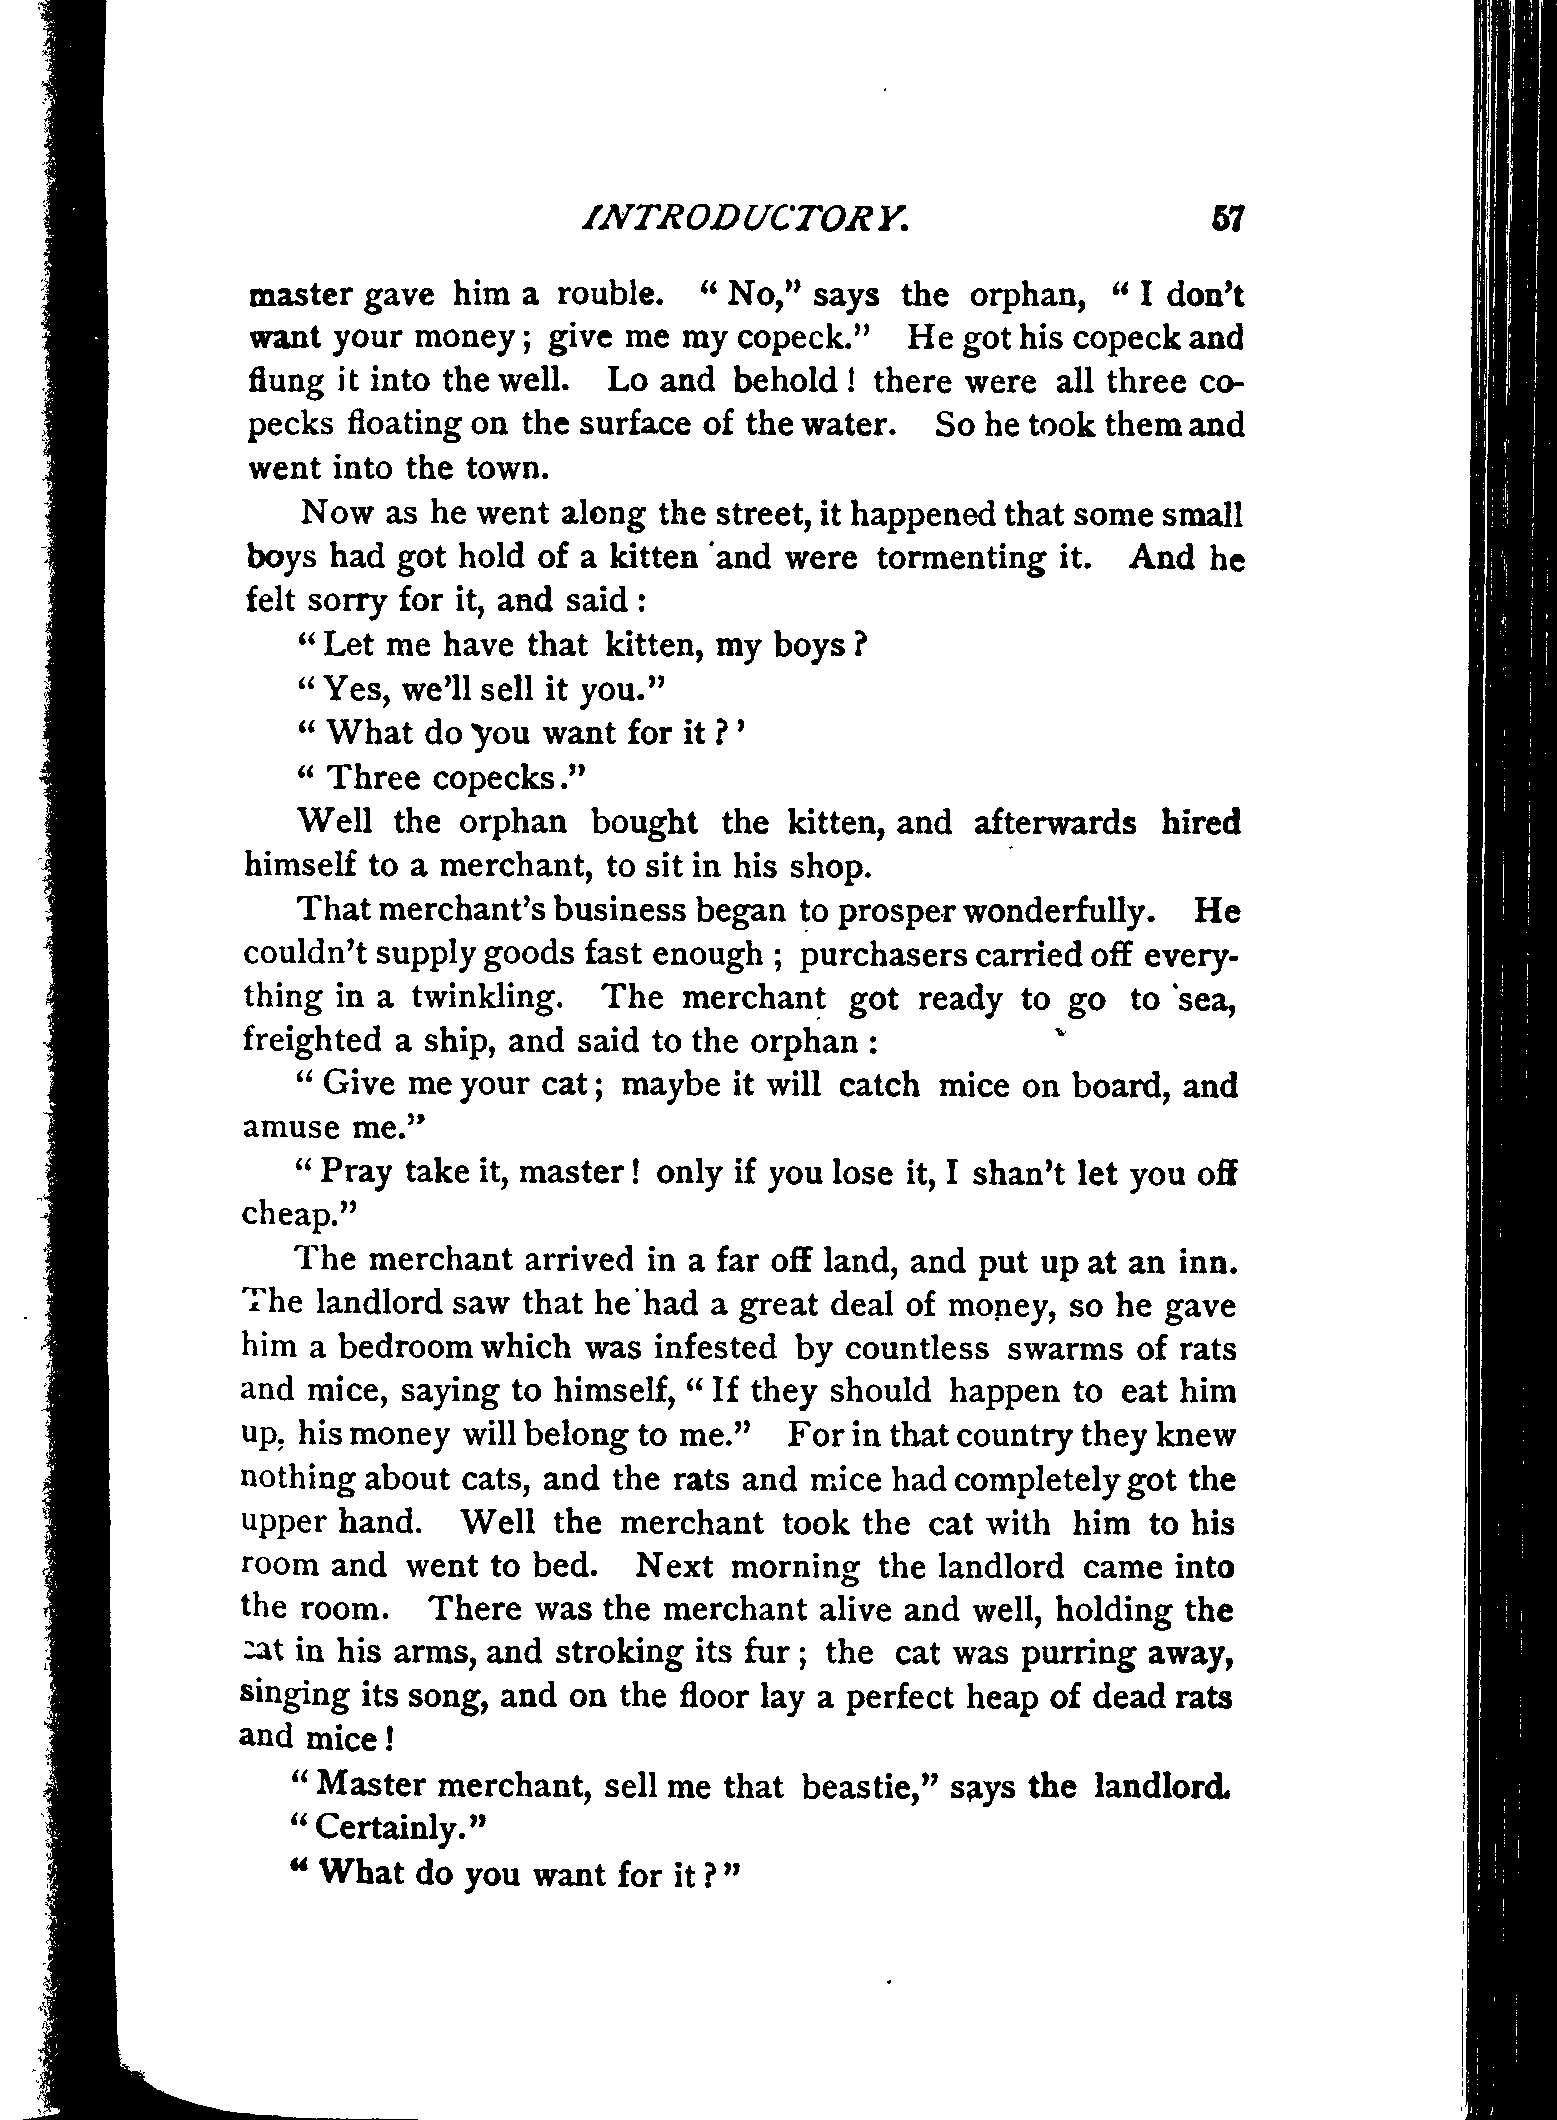 INTRODUCTORY. 57
master gave him a rouble. “ No,” says the orphan, “ I don’t
want your money ; give me my copeck.” He got his copeck and
flung it into the well. Lo and behold ! there were all three co-
pecks floating on the surface of the water. So he took them and
went into the town.
Now as he went along the street, it happened that some small
boys had got hold of a kitten and were tormenting it. And he
felt sorry for it, and said :
“ Let me have that kitten, my boys ?
“ Yes, we’ll sell it you.”
“ What do you want for it ? ’
“ Three copecks.”
Well the orphan bought the kitten, and afterwards hired
himself to a merchant, to sit in his shop.
That merchant’s business began to prosper wonderfully. He
couldn’t supply goods fast enough ; purchasers carried off every-
thing in a twinkling. The merchant got ready to go to sea,
freighted a ship, and said to the orphan :
“ Give me your cat ; maybe it will catch mice on board, and
amuse me.”
“ Pray take it, master ! only if you lose it, I shan’t let you off
cheap.”
The merchant arrived in a far off land, and put up at an inn.
The landlord saw that he had a great deal of money, so he gave
him a bedroom which was infested by countless swarms of rats
and mice, saying to himself, “ If they should happen to eat him
up, his money will belong to me.” For in that country they knew
nothing about cats, and the rats and mice had completely got the
upper hand. Well the merchant took the cat with him to his
room and went to bed. Next morning the landlord came into
the room. There was the merchant alive and well, holding the
cat in his arms, and stroking its fur ; the cat was purring away,
singing its song, and on the floor lay a perfect heap of dead rats
and mice !
“ Master merchant, sell me that beastie,” says the landlord.
“ Certainly.”
“ What do you want for it ? ”